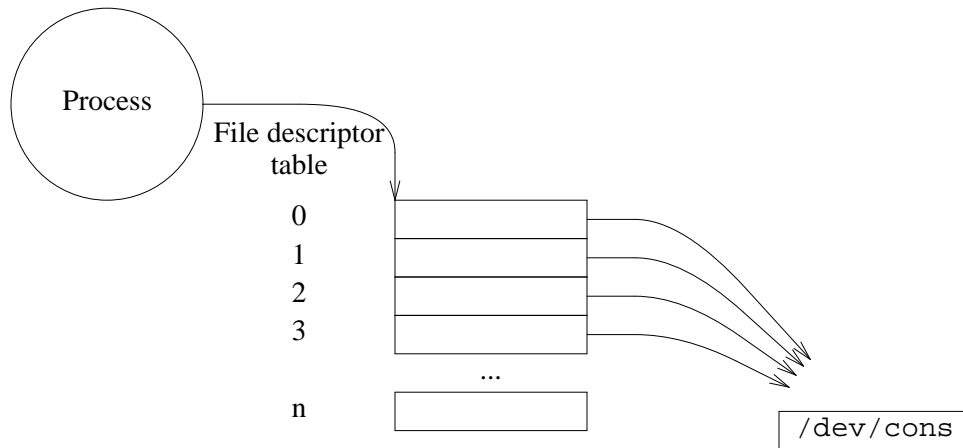 Process
File descriptor
table
0
1
2
3
...
n
/dev/cons